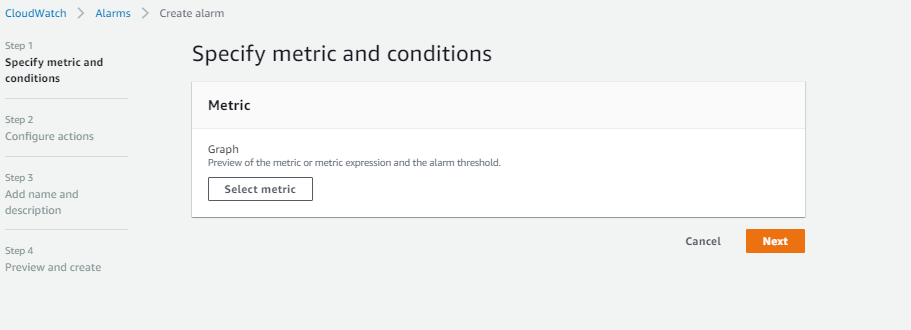 CloudWatch > Alarms > Create alarm
Step 1
Specify metric and
conditions
Step 2
Configure actions
Step 3
Add name and
description
Step 4
Preview and create
Specify metric and conditions
Metric
Graph
Preview of the metric or metric expression and the alarm threshold.
Select metric
Cancel Next